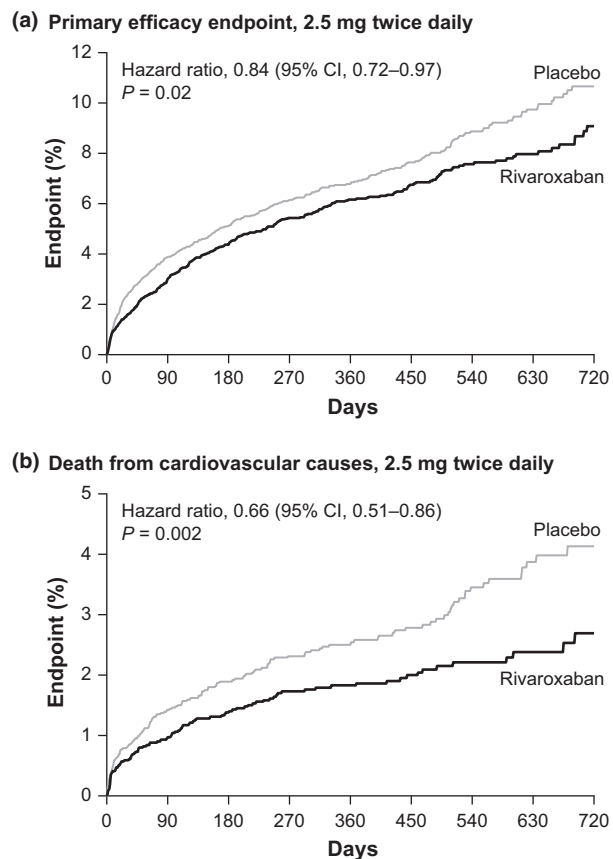 (a) Primary efficacy endpoint, 2.5 mg twice daily
12
10
8
6
4
2
0
Endpoint (%)
Hazard ratio, 0.84 (95% CI, 0.72–0.97)
P = 0.02
Placebo
Rivaroxaban
0 90 180 270 360 450 540 630 720
Days
(b) Death from cardiovascular causes, 2.5 mg twice daily
5
4
3
2
1
0
Endpoint (%)
Hazard ratio, 0.66 (95% CI, 0.51–0.86)
P = 0.002
Placebo
Rivaroxaban
0 90 180 270 360 450 540 630 720
Days